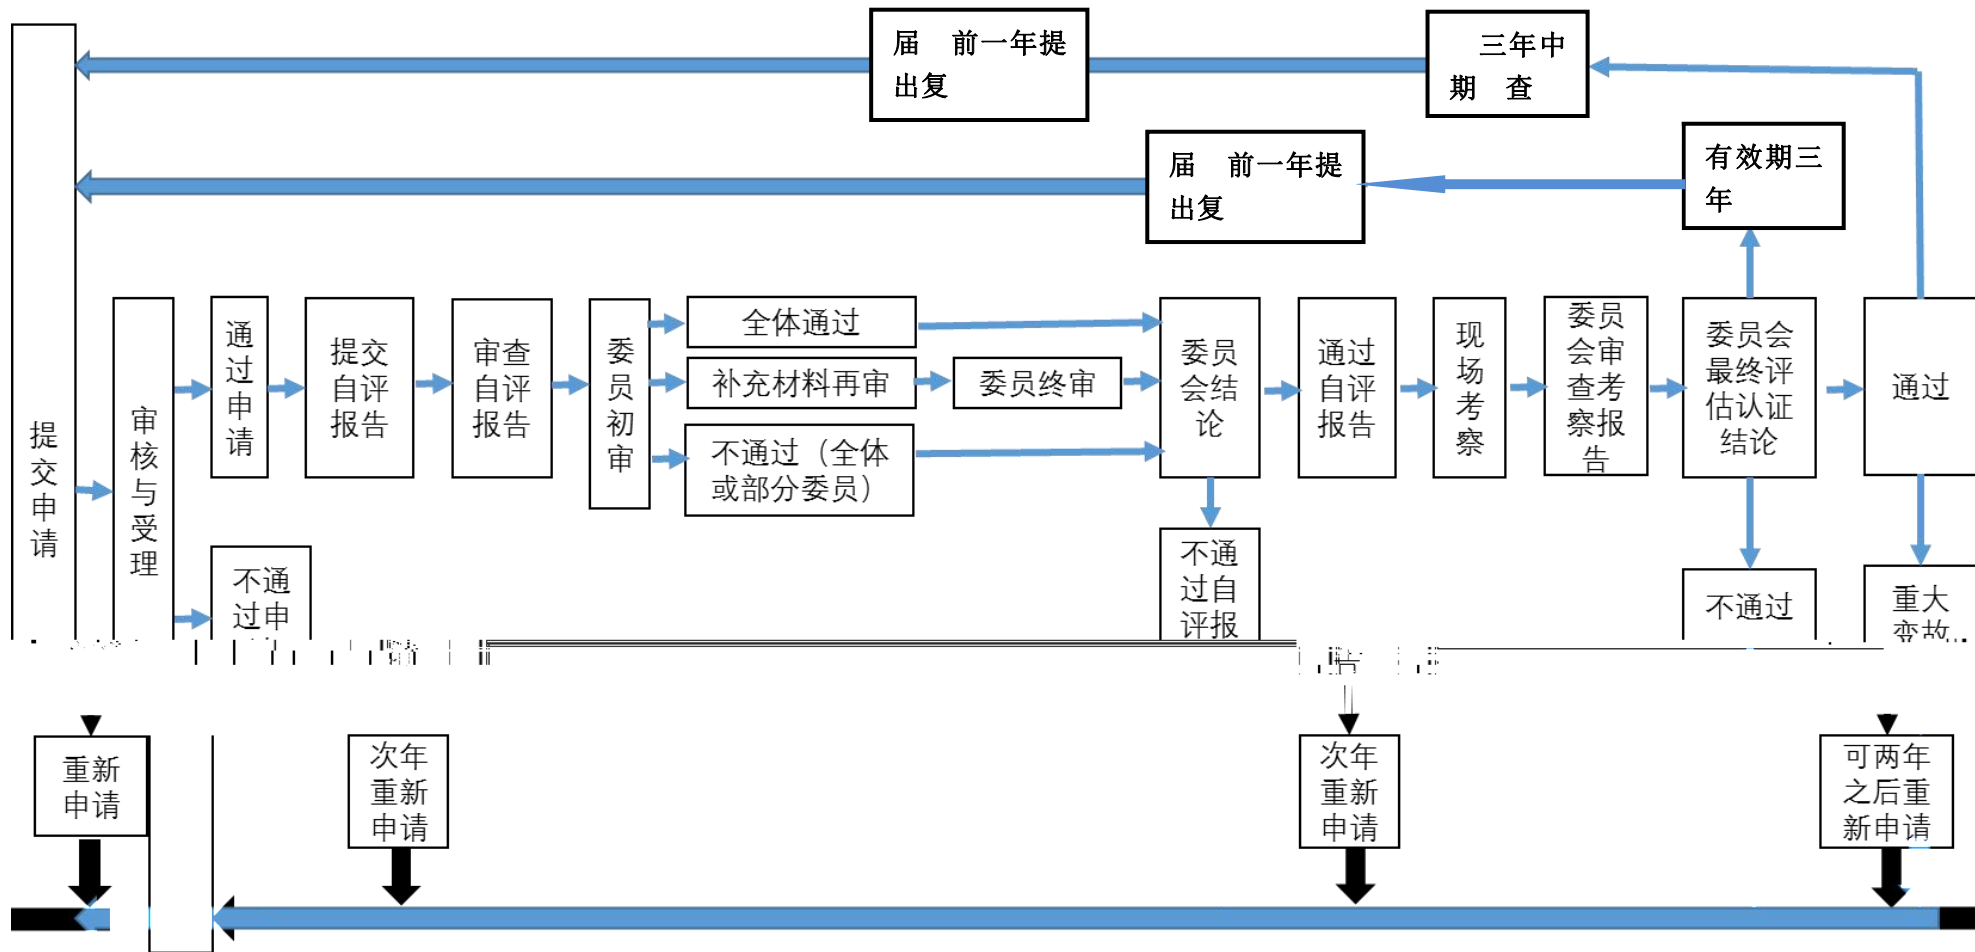 届 前一年提
出复
三年中
期 查
届 前一年提
出复
有效期三
年
提交申请
审核与受理
通过申请
不通
过申
提交
自评
报告
审查
自评
报告
委员初审
全体通过
补充材料再审
不通过（全体
或部分委员）
委员终审
委员
会结
论
不通
过自
评报
告
通过
自评
报告
现场考察
委员
会审
查考
察报
告
委员会
最终评
估认证
结论
不通过
通过
重大
变故
重新
申请
次年
重新
申请
次年
重新
申请
可两年
之后重
新申请